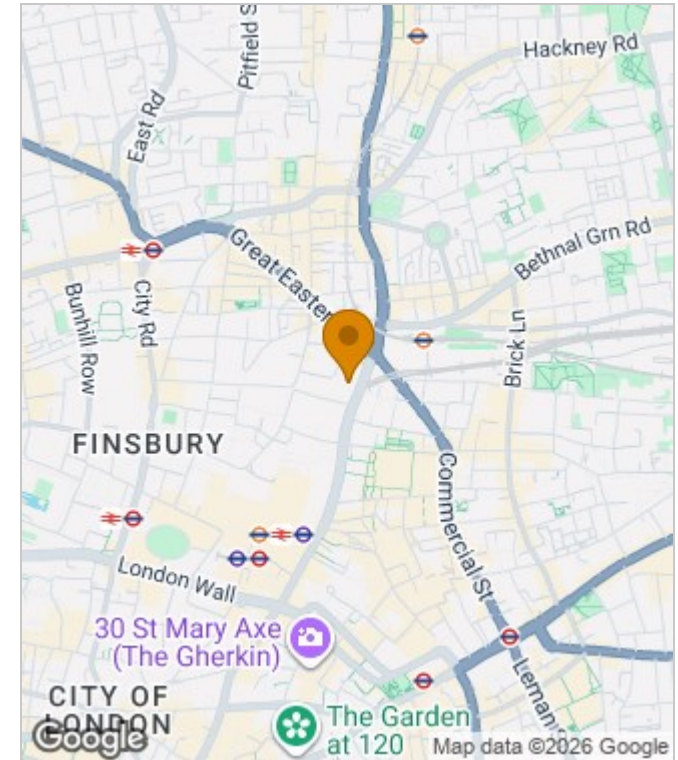 Pitfield S
Hackney Rd
East Rd
Bethnal Grn Rd
Great Easter
City Rd
Bunhill Row
Brick Ln
FINSBURY
Commercial St
London Wall
30 St Mary Axe
(The Gherkin)
Leman S
CITY OF
LONDON
The Garden
at 120
Google
Map data ©2026 Google